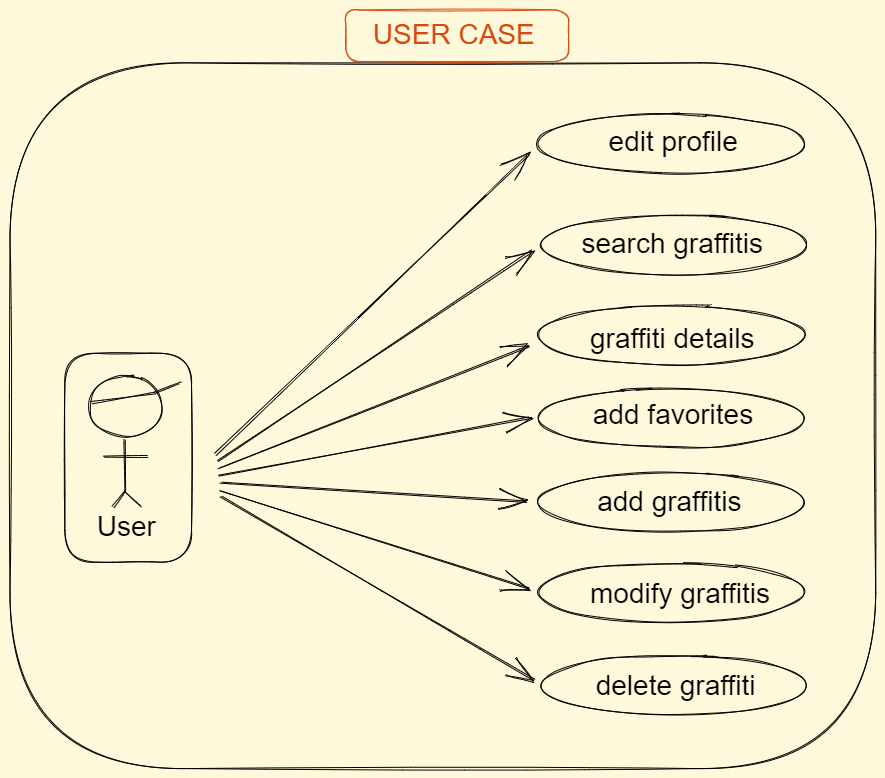 USER CASE
edit profile
search graffitis
graffiti details
add favorites
add graffitis
modify graffitis
delete graffiti
User